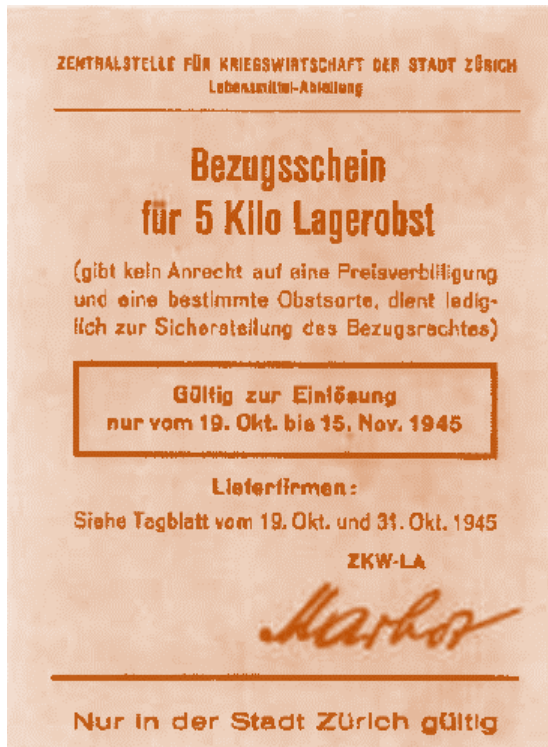 ZENTRALSTELLE FÜR KRIEGSWIRTSCHAFT DER STADT ZÜRICH
Lebensmittel-Abteilung
Bezugsschein
für 5 Kilo Lagerobst
(gibt kein Anrecht auf eine Preisverbilligung
und eine bestimmte Obstsorte, dient ledig-
lich zur Sicherstellung des Bezugsrechtes)
Gültig zur Einlösung
nur vom 19. Okt. bis 15. Nov. 1945
Lieferfirmen:
Siehe Tagblatt vom 19. Okt. und 31. Okt. 1945
ZKW-LA
Nur in der Stadt Zürich gültig